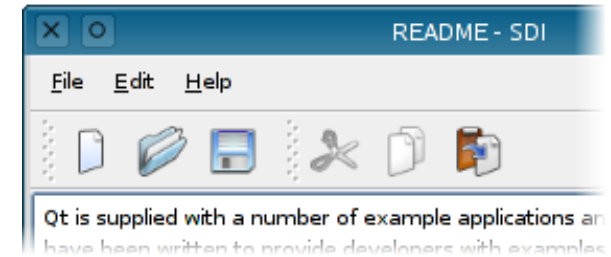 README - SDI
File Edit Help
Qt is supplied with a number of example applications an
have been written to provide developers with examples